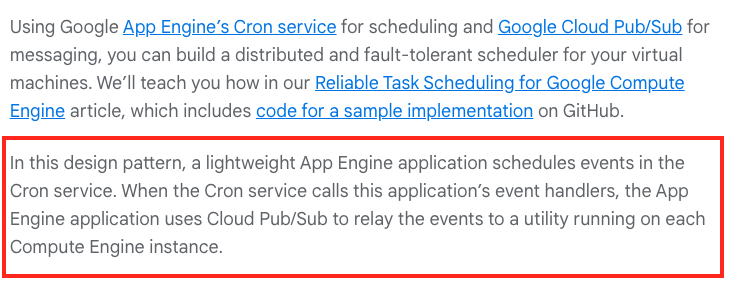 Using Google App Engine’s Cron service for scheduling and Google Cloud Pub/Sub for
messaging, you can build a distributed and fault-tolerant scheduler for your virtual
machines. We’ll teach you how in our Reliable Task Scheduling for Google Compute
Engine article, which includes code for a sample implementation on GitHub.
In this design pattern, a lightweight App Engine application schedules events in the
Cron service. When the Cron service calls this application’s event handlers, the App
Engine application uses Cloud Pub/Sub to relay the events to a utility running on each
Compute Engine instance.